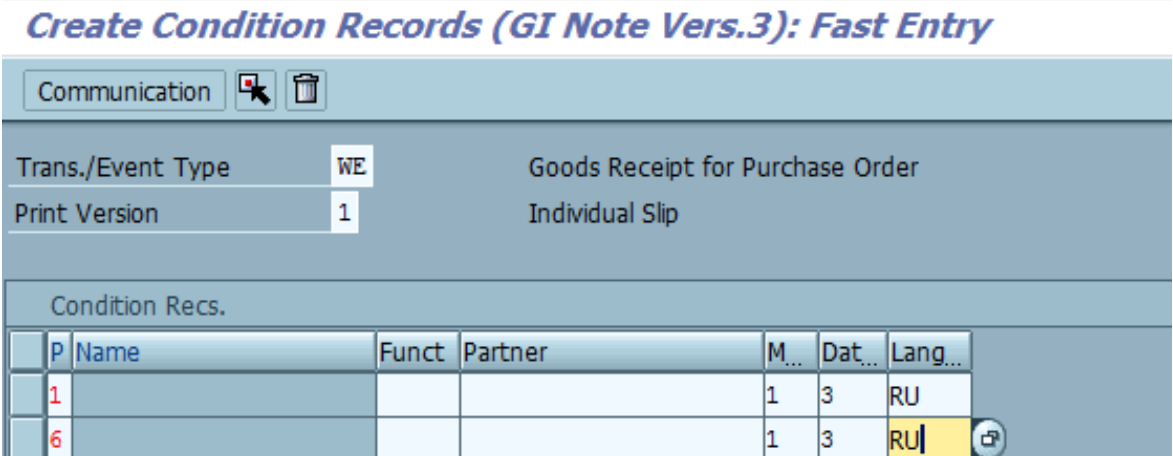 Create Condition Records (GI Note Vers.3): Fast Entry
Communication
Trans./Event Type WE Goods Receipt for Purchase Order
Print Version 1 Individual Slip
Condition Recs.
P Name Funct Partner M... Dat... Lang...
1 1 3 RU
6 1 3 RU